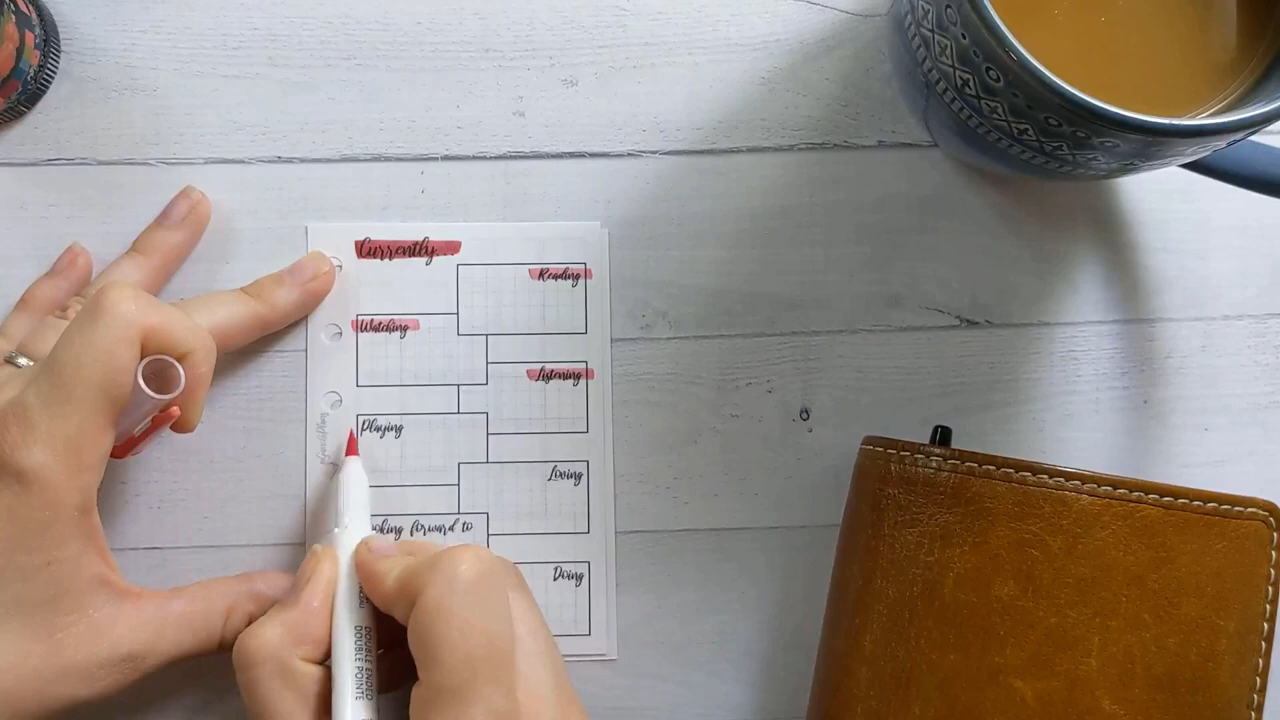 Currently...
Reading
Watching
Listening
Playing
Loving
oking forward to
Doing
DOUBLE ENDED
DOUBLE POINTE